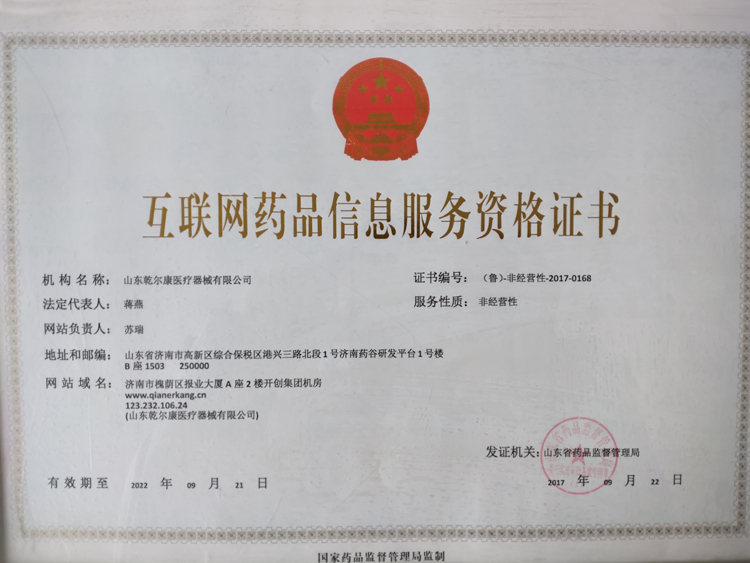 互联网药品信息服务资格证书
机构名称： 山东乾尔康医疗器械有限公司
证书编号： （鲁）-非经营性-2017-0168
法定代表人： 蒋燕
服务性质： 非经营性
网站负责人： 苏瑞
地址和邮编： 山东省济南市高新区综合保税区港兴三路北段1号济南药谷研发平台1号楼
B座1503 250000
网站域名： 济南市槐荫区报业大厦A座2楼开创集团机房
www.qianerkang.cn
123.232.106.24
(山东乾尔康医疗器械有限公司)
发证机关： 山东省药品监督管理局
有效期至 2022 年 09 月 21 日
2017 年 09 月 22 日
国家药品监督管理局监制